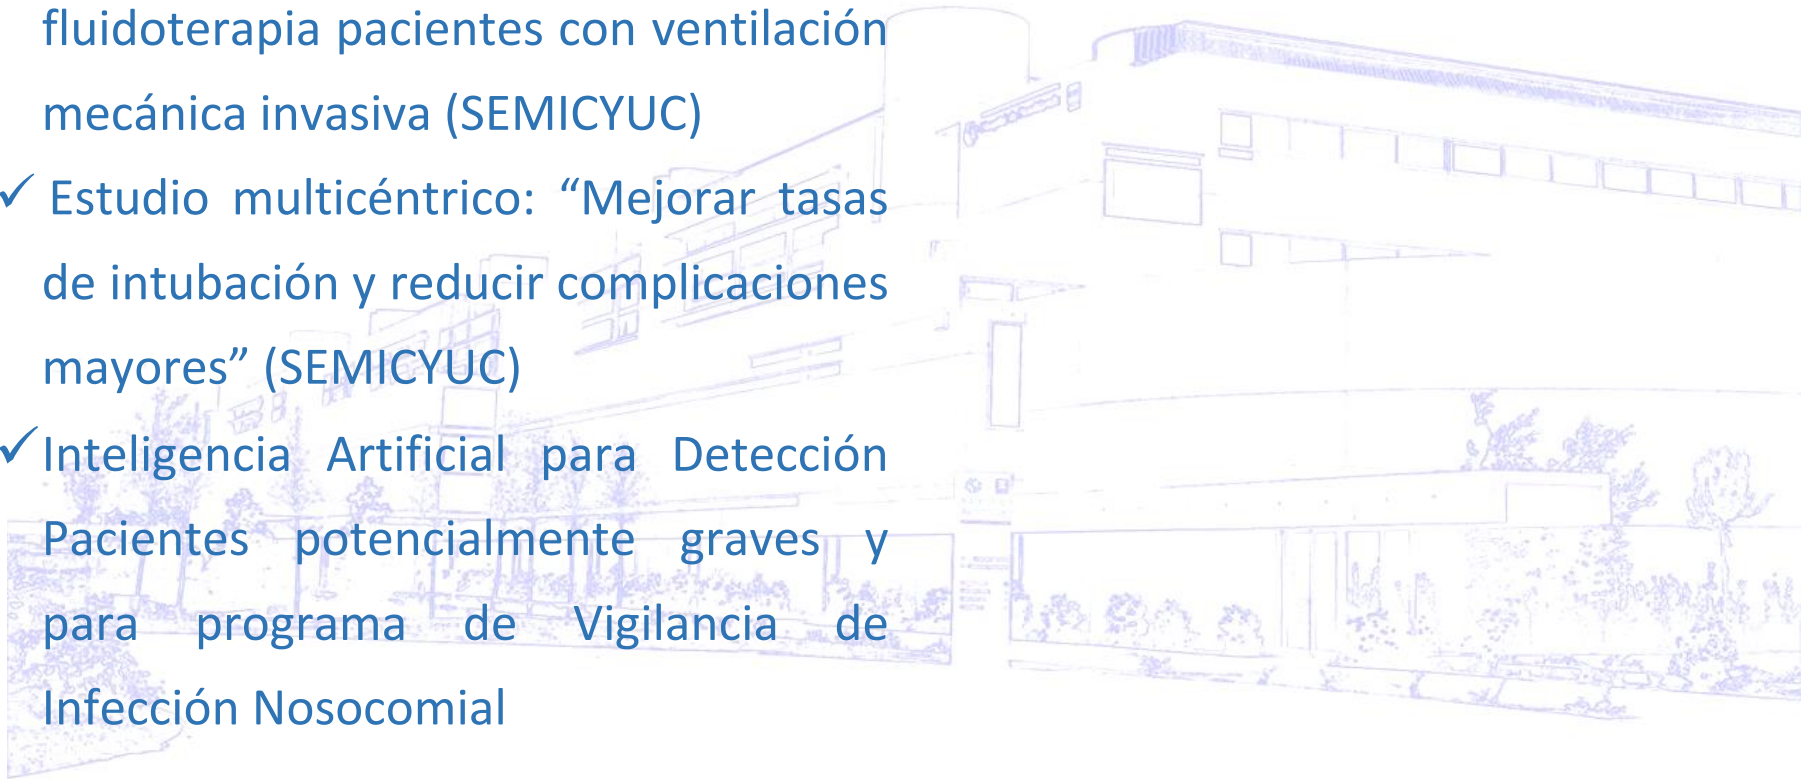 fluidoterapia pacientes con ventilación
mecánica invasiva (SEMICYUC)
✓ Estudio multicéntrico: “Mejorar tasas
de intubación y reducir complicaciones
mayores” (SEMICYUC)
✓ Inteligencia Artificial para Detección
Pacientes potencialmente graves y
para programa de Vigilancia de
Infección Nosocomial